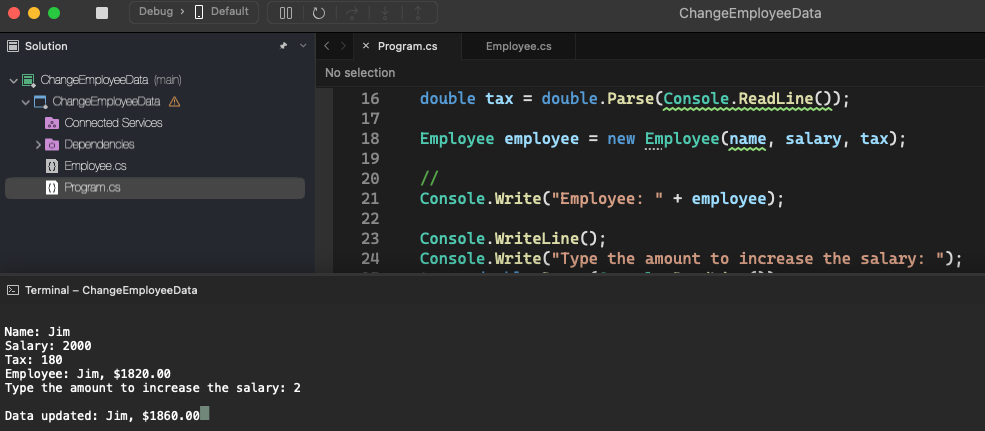 Debug > Default
ChangeEmployeeData
Solution
Program.cs
Employee.cs
No selection
ChangeEmployeeData (main)
ChangeEmployeeData
Connected Services
Dependencies
Employee.cs
Program.cs
16 double tax = double.Parse(Console.ReadLine());
17
18 Employee employee = new Employee(name, salary, tax);
19
20 //
21 Console.Write("Employee: " + employee);
22
23 Console.WriteLine();
24 Console.Write("Type the amount to increase the salary: ");
Terminal – ChangeEmployeeData
Name: Jim
Salary: 2000
Tax: 180
Employee: Jim, $1820.00
Type the amount to increase the salary: 2
Data updated: Jim, $1860.00